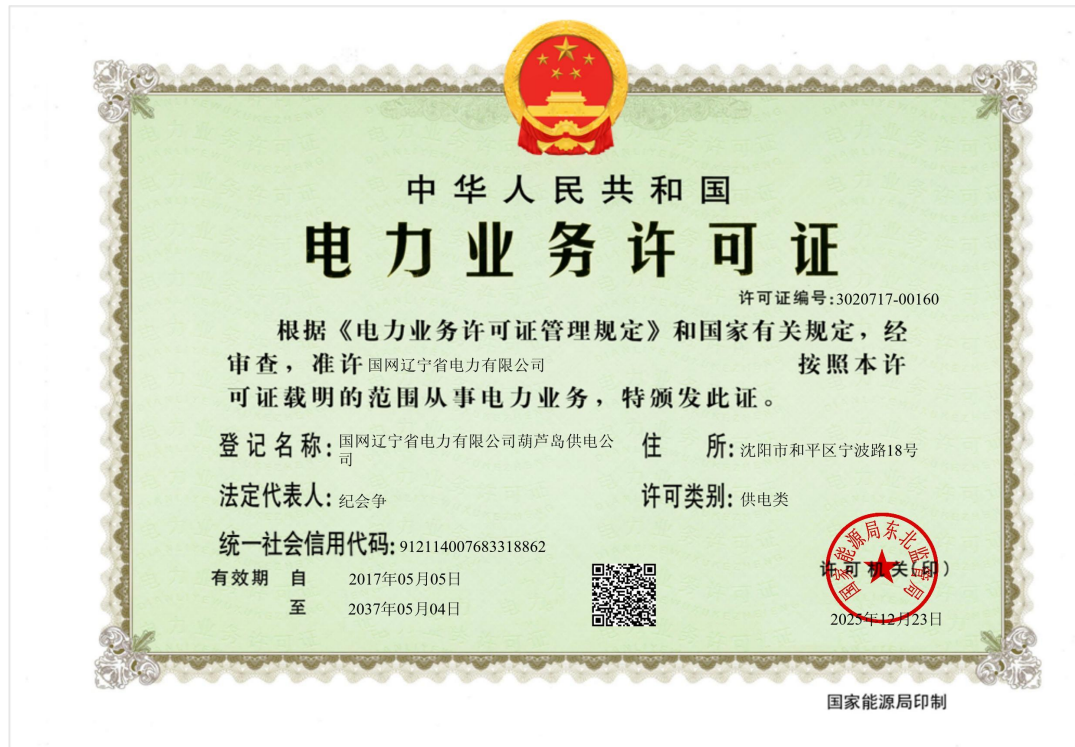 中华人民共和国
电力业务许可证
许可证编号:3020717-00160
根据《电力业务许可证管理规定》和国家有关规定，经
审查，准许 国网辽宁省电力有限公司 按照本许
可证载明的范围从事电力业务，特颁发此证。
登记名称: 国网辽宁省电力有限公司葫芦岛供电公
司
住 所: 沈阳市和平区宁波路18号
法定代表人: 纪会争
许可类别: 供电类
统一社会信用代码: 912114007683318862
有效期 自 2017年05月05日
至 2037年05月04日
国家能源局东北监管局
许可机关(印)
2025年12月23日
国家能源局印制